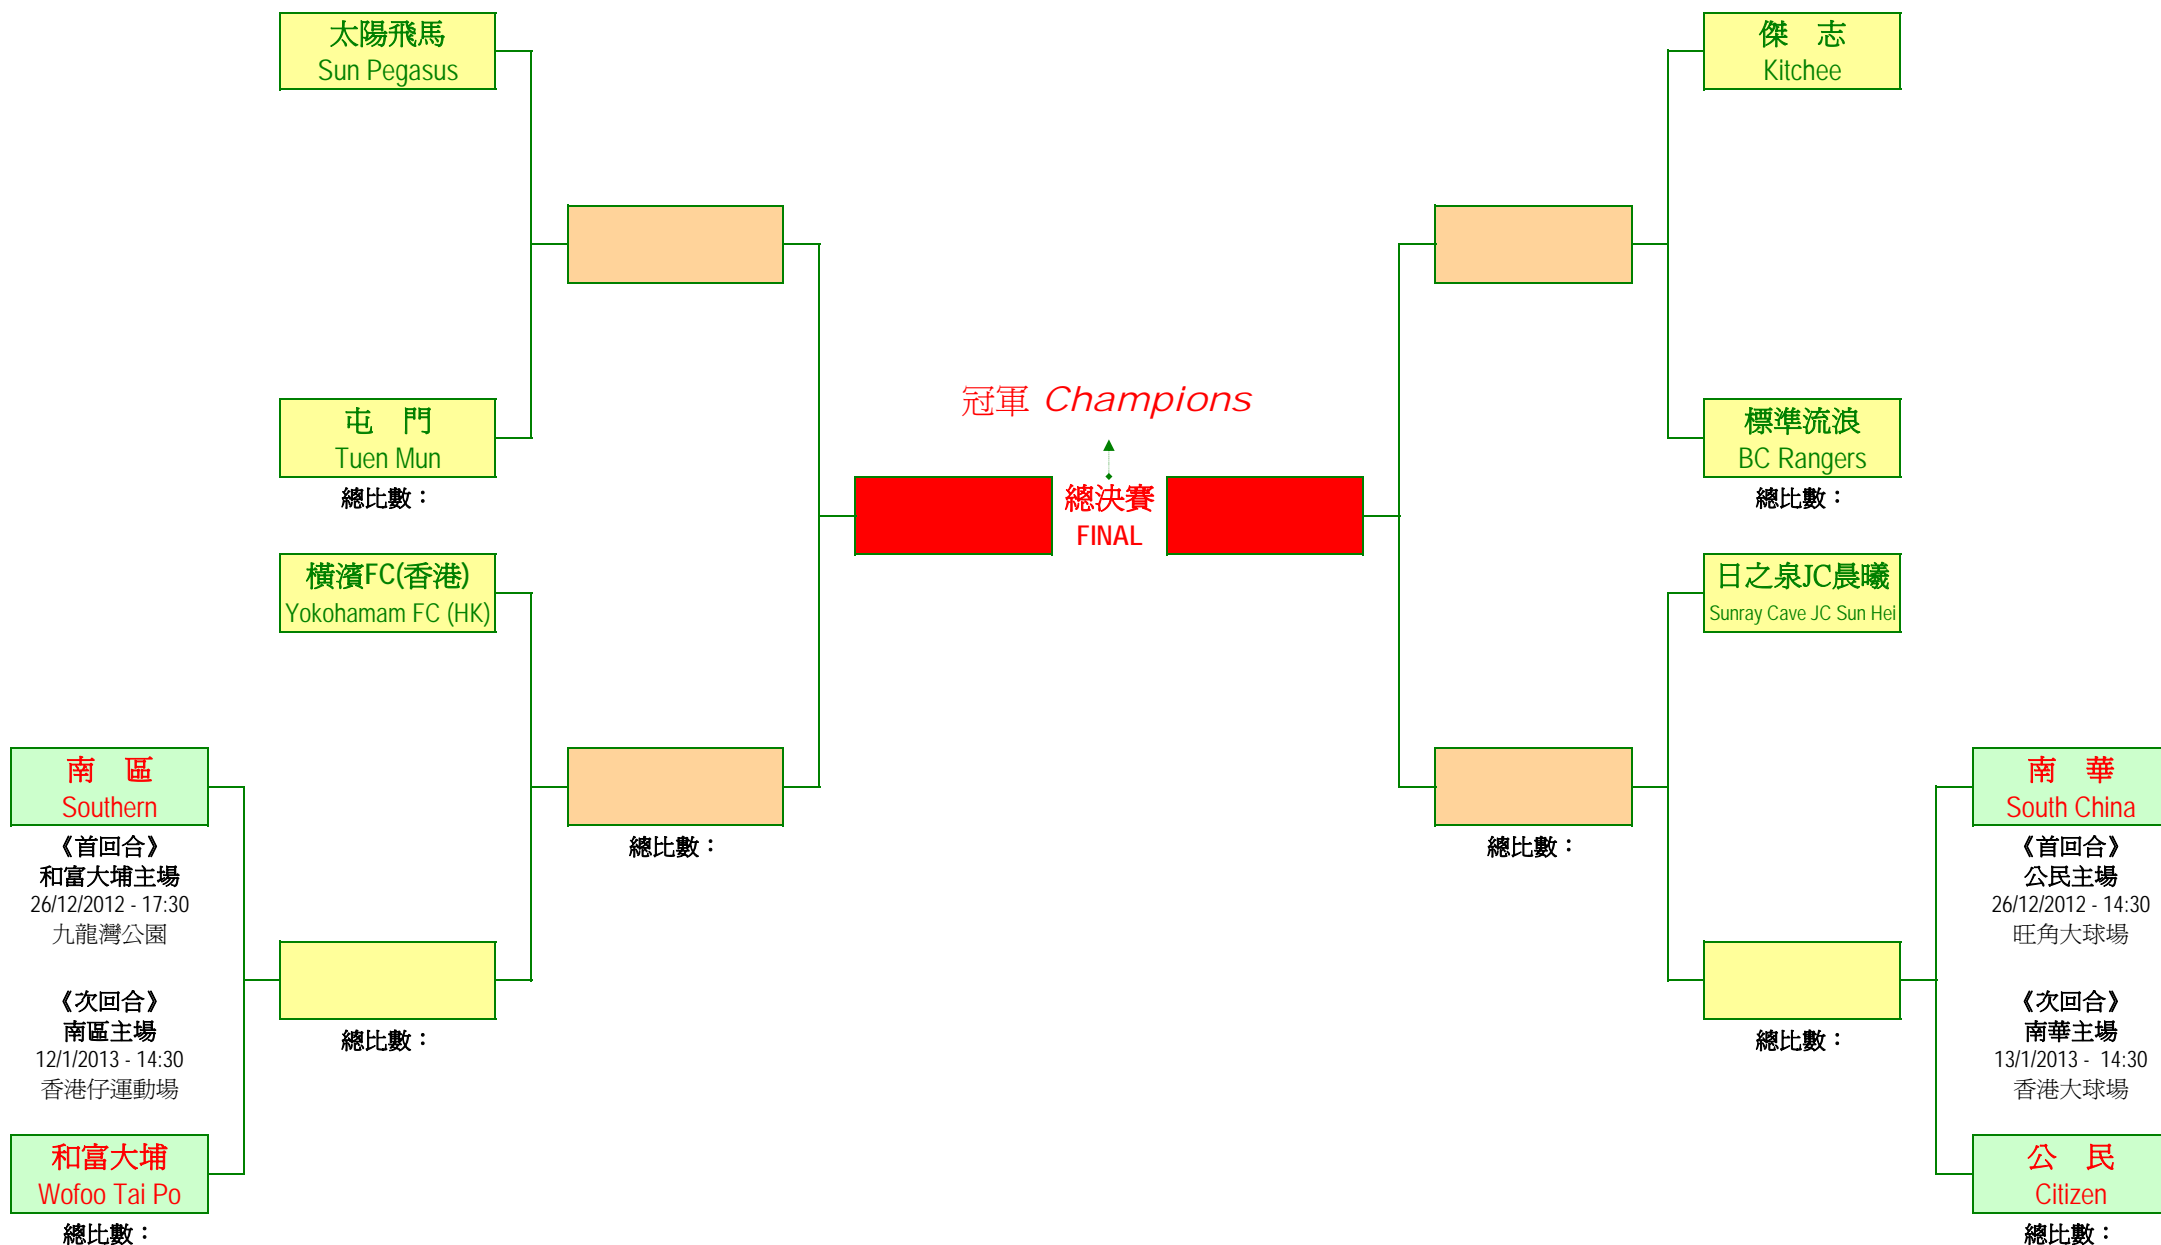 太陽飛馬
Sun Pegasus
傑 志
Kitchee
冠軍 Champions
屯 門
Tuen Mun
總比數：
標準流浪
BC Rangers
總比數：
總決賽
FINAL
橫濱FC(香港)
Yokohamam FC (HK)
日之泉JC晨曦
Sunray Cave JC Sun Hei
南 區
Southern
《首回合》
和富大埔主場
26/12/2012 - 17:30
九龍灣公園
《次回合》
南區主場
12/1/2013 - 14:30
香港仔運動場
和富大埔
Wofoo Tai Po
總比數：
總比數：
總比數：
總比數：
總比數：
南 華
South China
《首回合》
公民主場
26/12/2012 - 14:30
旺角大球場
《次回合》
南華主場
13/1/2013 - 14:30
香港大球場
公 民
Citizen
總比數：